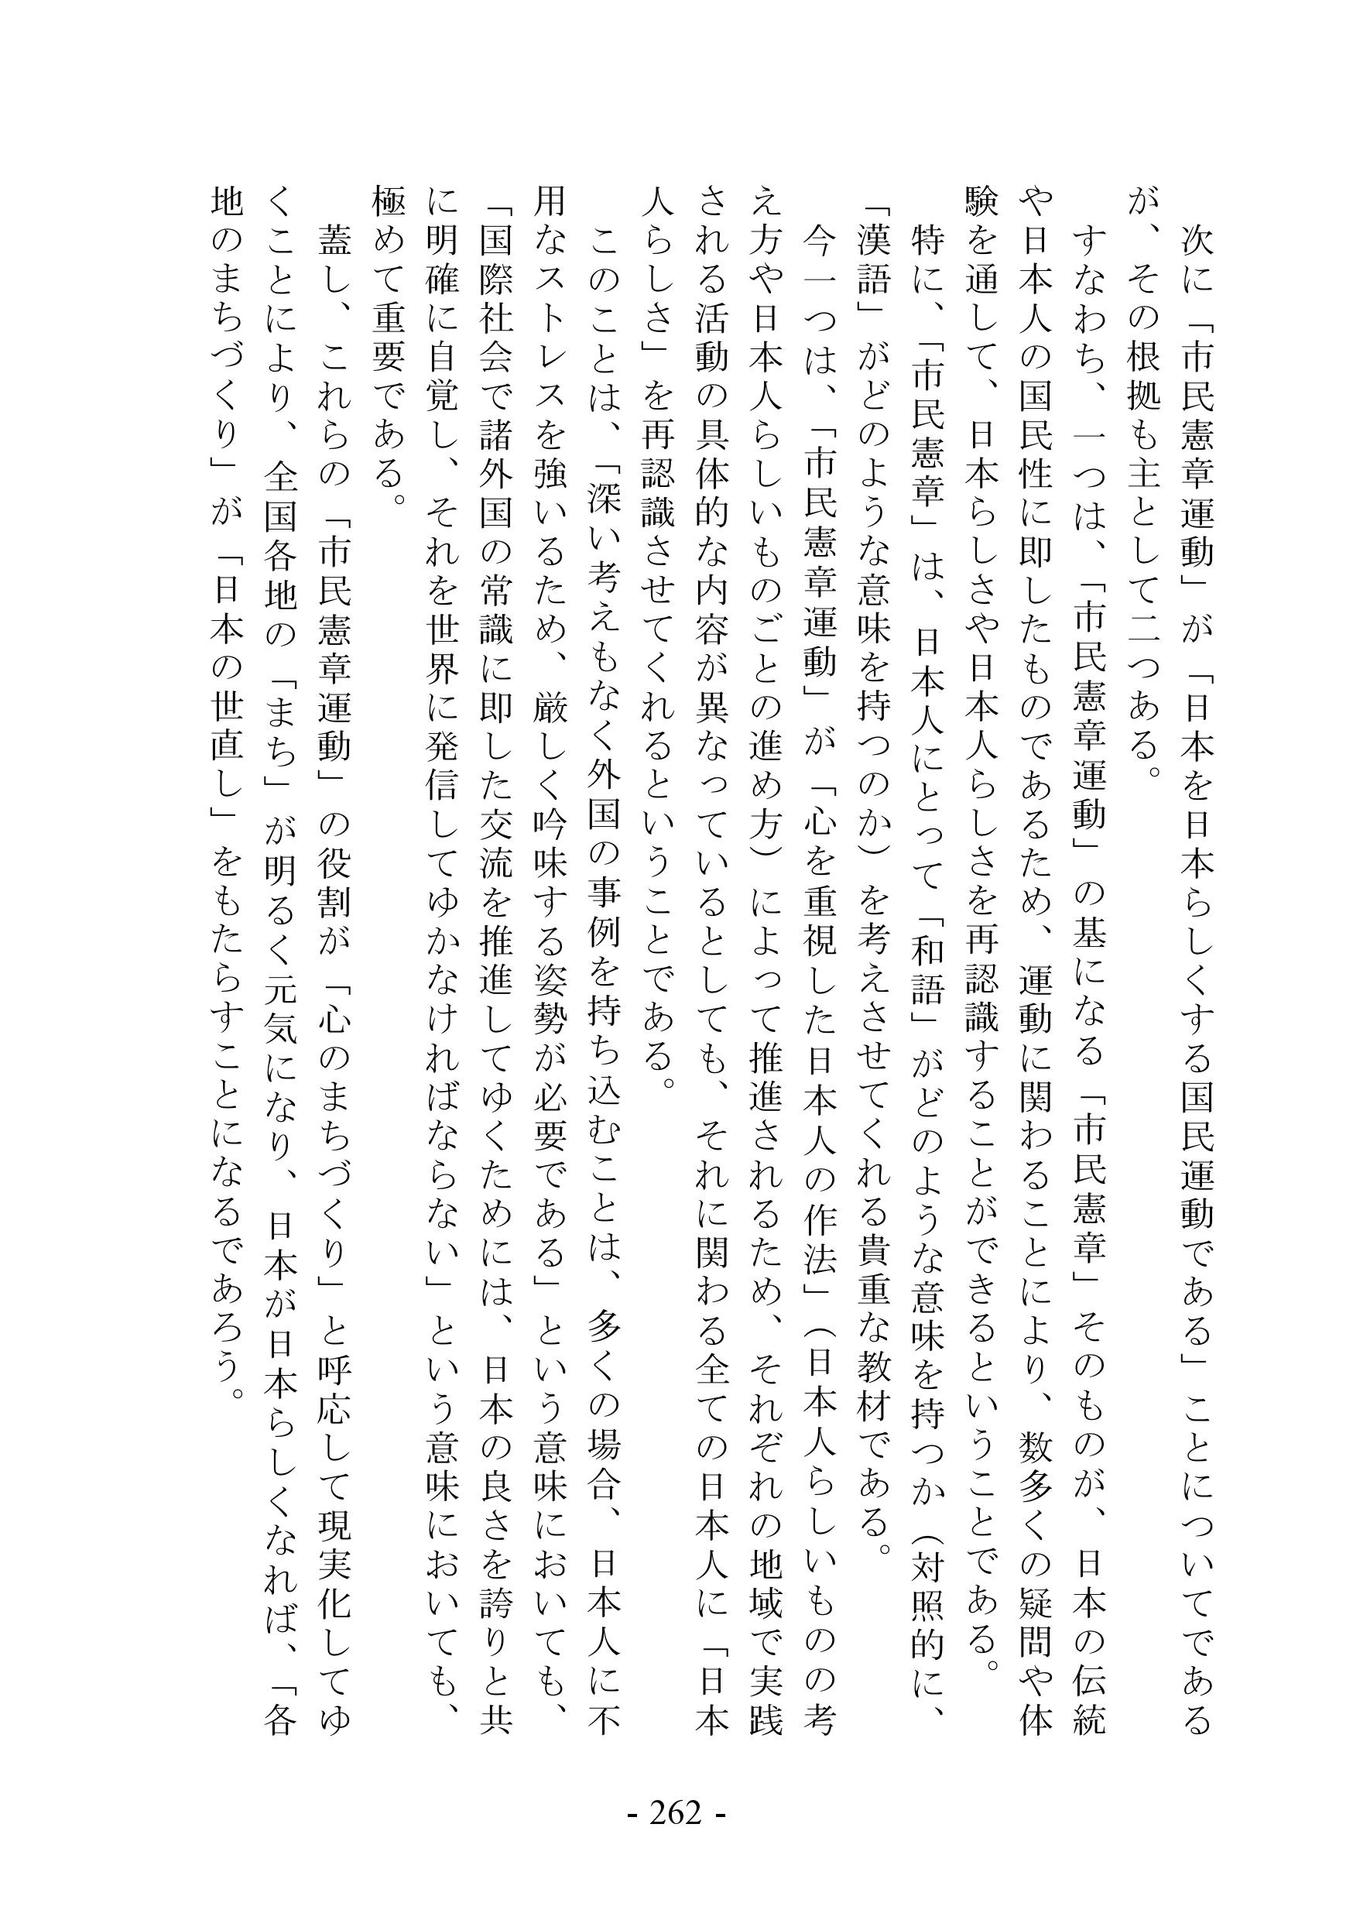 次に「市民憲章運動」が「日本を日本らしくする国民運動である」ことについてである
が、その根拠も主として二つある。
すなわち、一つは、「市民憲章運動」の基になる「市民憲章」そのものが、日本の伝統
や日本人の国民性に即したものであるため、運動に関わることにより、数多くの疑問や体
験を通して、日本らしさや日本人らしさを再認識することができるということである。
特に、「市民憲章」は、日本人にとって「和語」がどのような意味を持つか（対照的に、
「漢語」がどのような意味を持つのか）を考えさせてくれる貴重な教材である。
今一つは、「市民憲章運動」が「心を重視した日本人の作法」（日本人らしいものの考
え方や日本人らしいものごとの進め方）によって推進されるため、それぞれの地域で実践
される活動の具体的な内容が異なっているとしても、それに関わる全ての日本人に「日本
人らしさ」を再認識させてくれるということである。
このことは、「深い考えもなく外国の事例を持ち込むことは、多くの場合、日本人に不
用なストレスを強いるため、厳しく吟味する姿勢が必要である」という意味においても、
「国際社会で諸外国の常識に即した交流を推進してゆくためには、日本の良さを誇りと共
に明確に自覚し、それを世界に発信してゆかなければならない」という意味においても、
極めて重要である。
蓋し、これらの「市民憲章運動」の役割が「心のまちづくり」と呼応して現実化してゆ
くことにより、全国各地の「まち」が明るく元気になり、日本が日本らしくなれば、「各
地のまちづくり」が「日本の世直し」をもたらすことになるであろう。
- 262 -